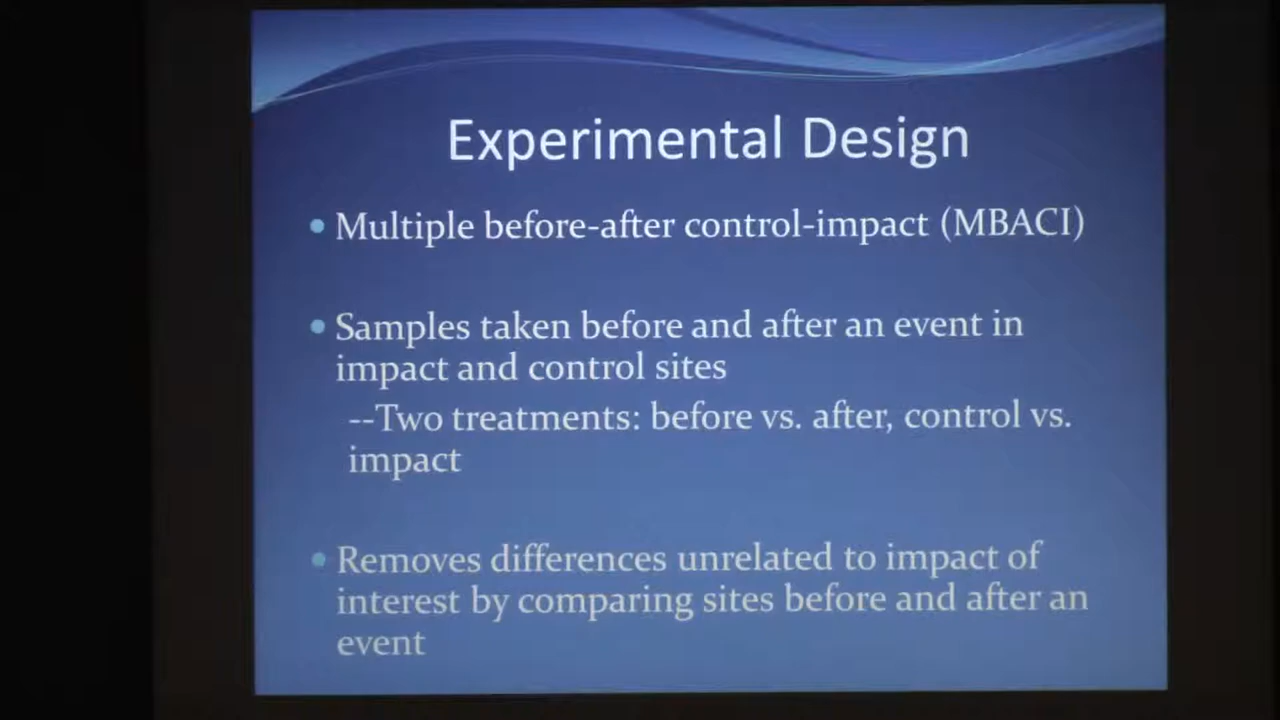 Experimental Design
• Multiple before-after control-impact (MBACI)
• Samples taken before and after an event in
impact and control sites
--Two treatments: before vs. after, control vs.
impact
• Removes differences unrelated to impact of
interest by comparing sites before and after an
event